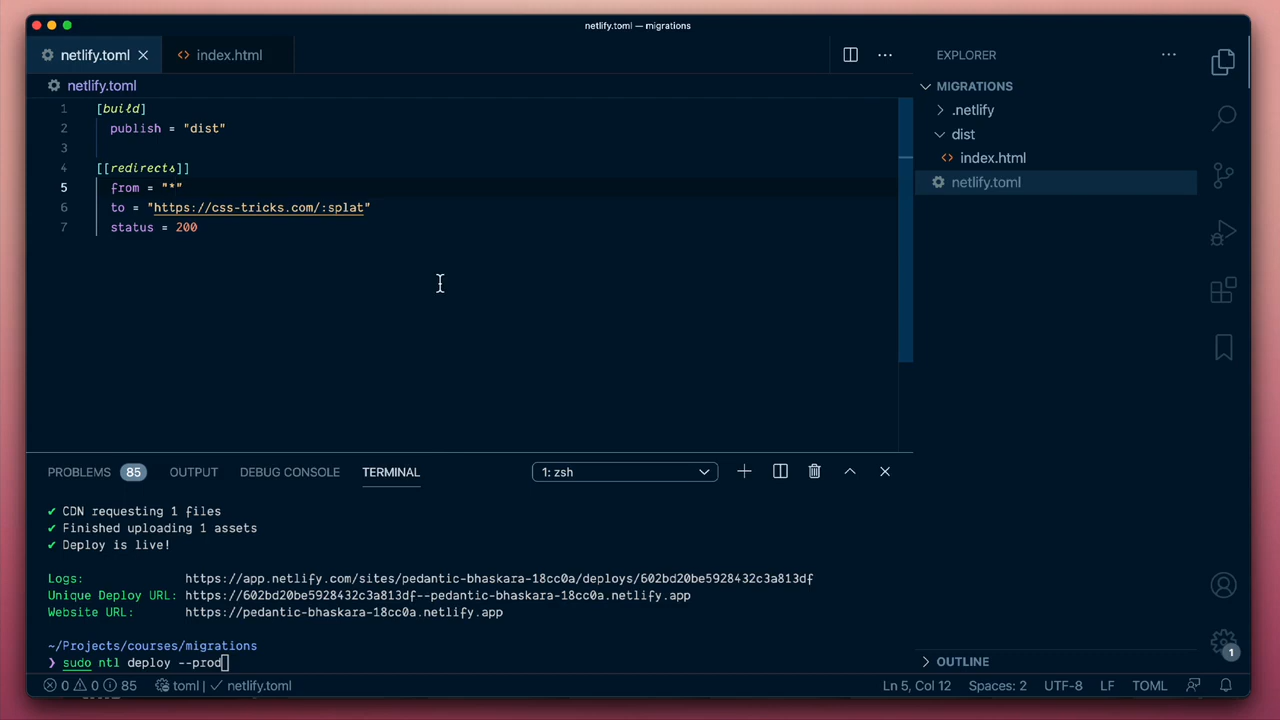 netlify.toml — migrations
netlify.toml
index.html
netlify.toml
1 [build]
2 publish = "dist"
3
4 [[redirects]]
5 from = "*"
6 to = "https://css-tricks.com/:splat"
7 status = 200
EXPLORER
MIGRATIONS
.netlify
dist
index.html
netlify.toml
PROBLEMS 85 OUTPUT DEBUG CONSOLE TERMINAL 1: zsh
✔ CDN requesting 1 files
✔ Finished uploading 1 assets
✔ Deploy is live!
Logs: https://app.netlify.com/sites/pedantic-bhaskara-18cc0a/deploys/602bd20be5928432c3a813df
Unique Deploy URL: https://602bd20be5928432c3a813df--pedantic-bhaskara-18cc0a.netlify.app
Website URL: https://pedantic-bhaskara-18cc0a.netlify.app
~/Projects/courses/migrations
❯ sudo ntl deploy --prod
OUTLINE
1
0 0 85 toml | ✓ netlify.toml Ln 5, Col 12 Spaces: 2 UTF-8 LF TOML